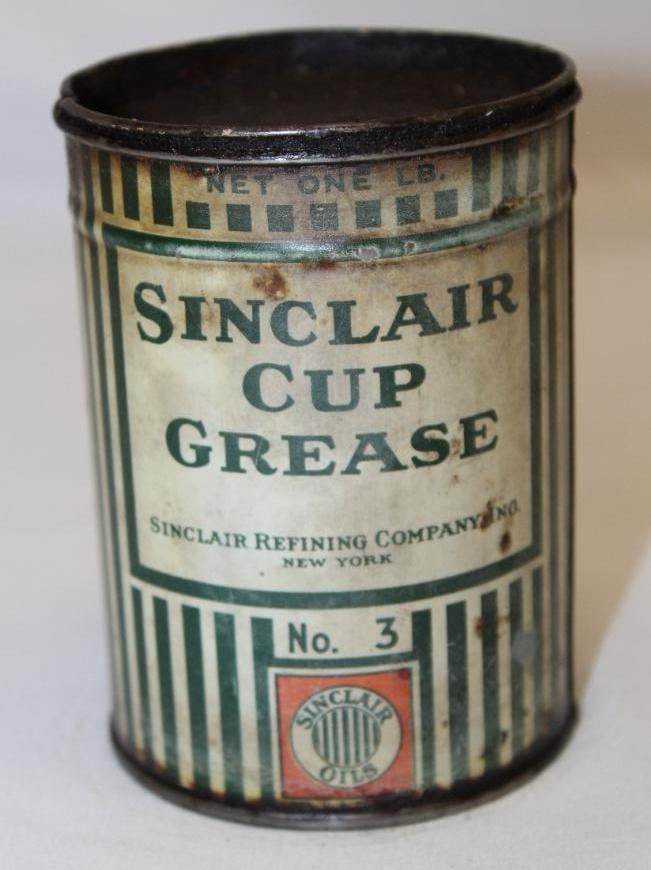 NET ONE LB.
SINCLAIR
CUP
GREASE
SINCLAIR REFINING COMPANY, INC.
NEW YORK
No. 3
SINCLAIR
OILS